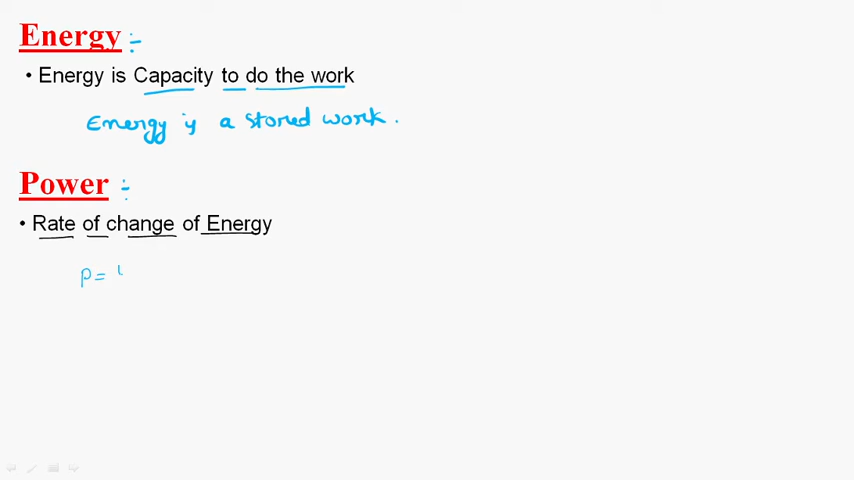 Energy :-
• Energy is Capacity to do the work
Energy is a stored work.
Power :-
• Rate of change of Energy
P=